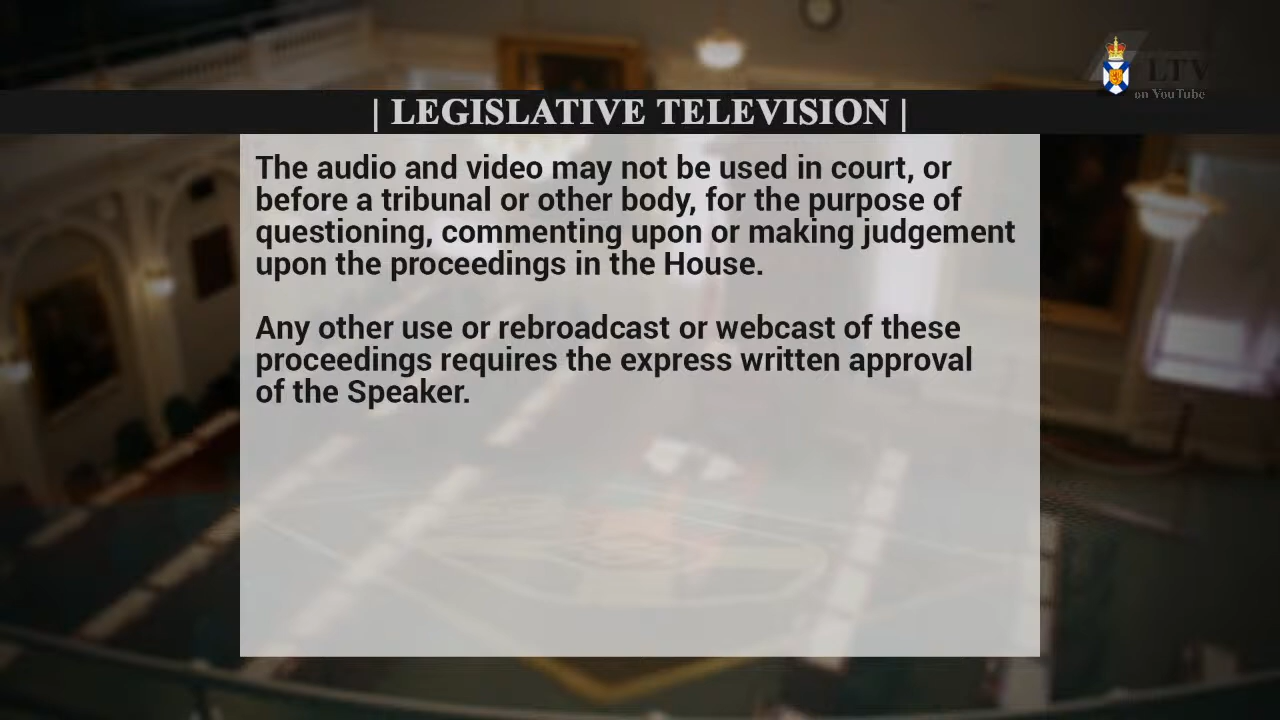 LTV
on YouTube
| LEGISLATIVE TELEVISION |
The audio and video may not be used in court, or
before a tribunal or other body, for the purpose of
questioning, commenting upon or making judgement
upon the proceedings in the House.
Any other use or rebroadcast or webcast of these
proceedings requires the express written approval
of the Speaker.